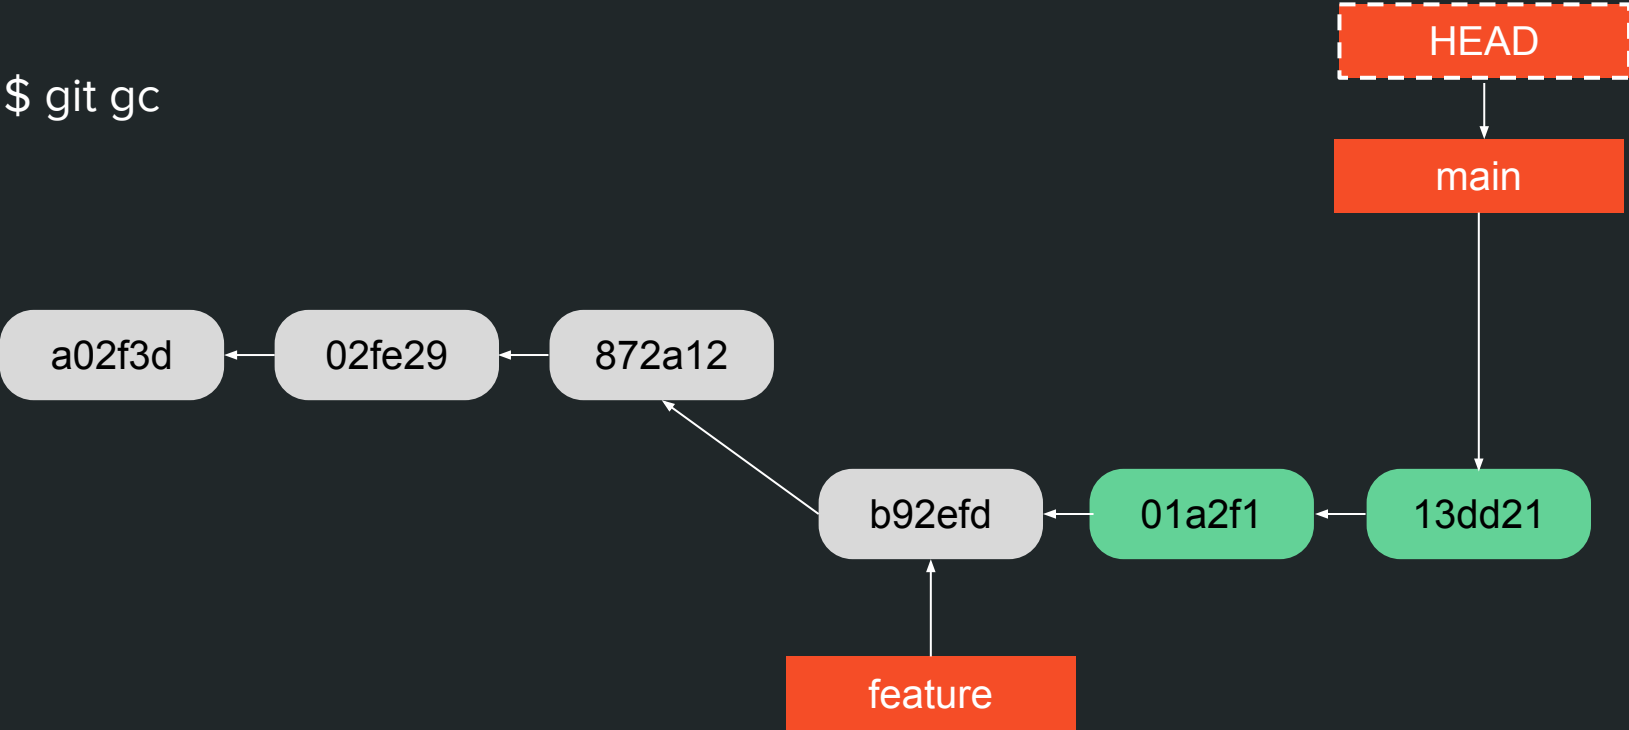 HEAD
$ git gc
main
a02f3d
02fe29
872a12
b92efd
01a2f1
13dd21
feature